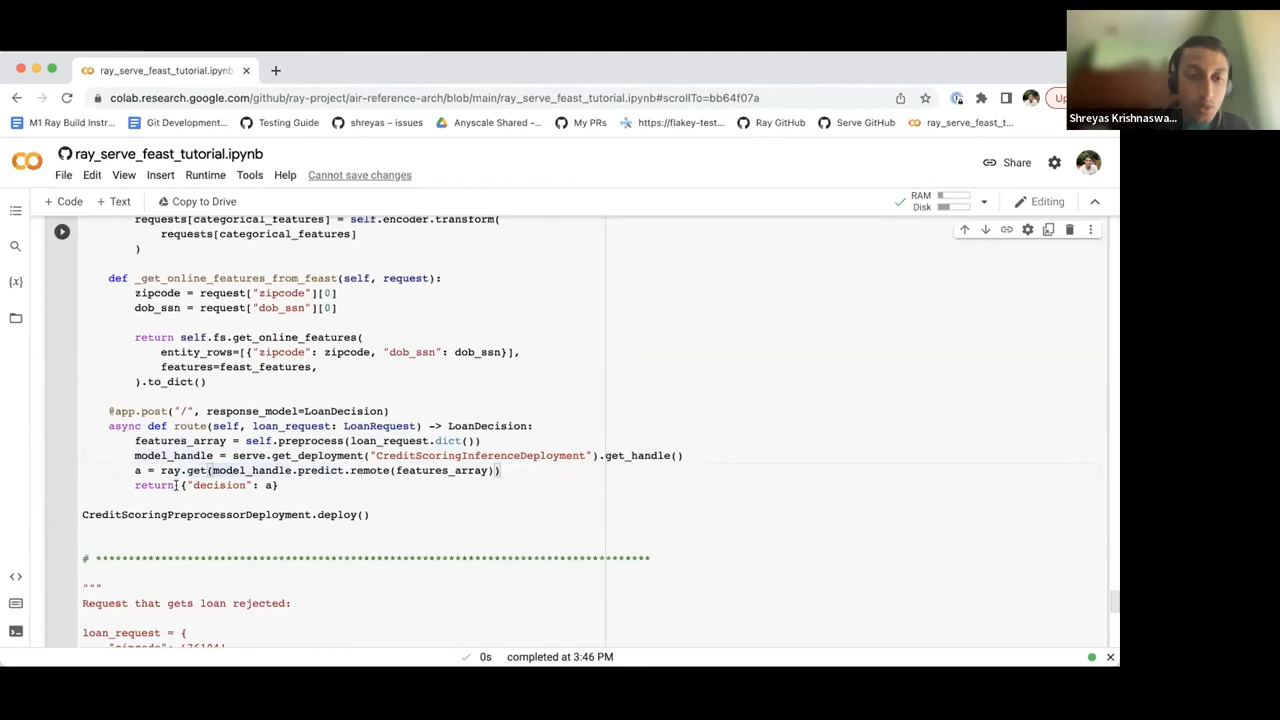 ray_serve_feast_tutorial.ipynb
colab.research.google.com/github/ray-project/air-reference-arch/blob/main/ray_serve_feast_tutorial.ipynb#scrollTo=bb64f07a
M1 Ray Build Instr... Git Development... Testing Guide shreyas – issues Anyscale Shared -... My PRs https://flakey-test... Ray GitHub Serve GitHub ray_serve_feast_t...
Shreyas Krishnaswa...
ray_serve_feast_tutorial.ipynb
File Edit View Insert Runtime Tools Help Cannot save changes
Share
+ Code + Text Copy to Drive
RAM
Disk
Editing
requests[categorical_features] = self.encoder.transform(
requests[categorical_features]
)
def _get_online_features_from_feast(self, request):
zipcode = request["zipcode"][0]
dob_ssn = request["dob_ssn"][0]
return self.fs.get_online_features(
entity_rows=[{"zipcode": zipcode, "dob_ssn": dob_ssn}],
features=feast_features,
).to_dict()
@app.post("/", response_model=LoanDecision)
async def route(self, loan_request: LoanRequest) -> LoanDecision:
features_array = self.preprocess(loan_request.dict())
model_handle = serve.get_deployment("CreditScoringInferenceDeployment").get_handle()
a = ray.get(model_handle.predict.remote(features_array))
return {"decision": a}
CreditScoringPreprocessorDeployment.deploy()
# *************************************************************************************
"""
Request that gets loan rejected:
loan_request = {
0s completed at 3:46 PM